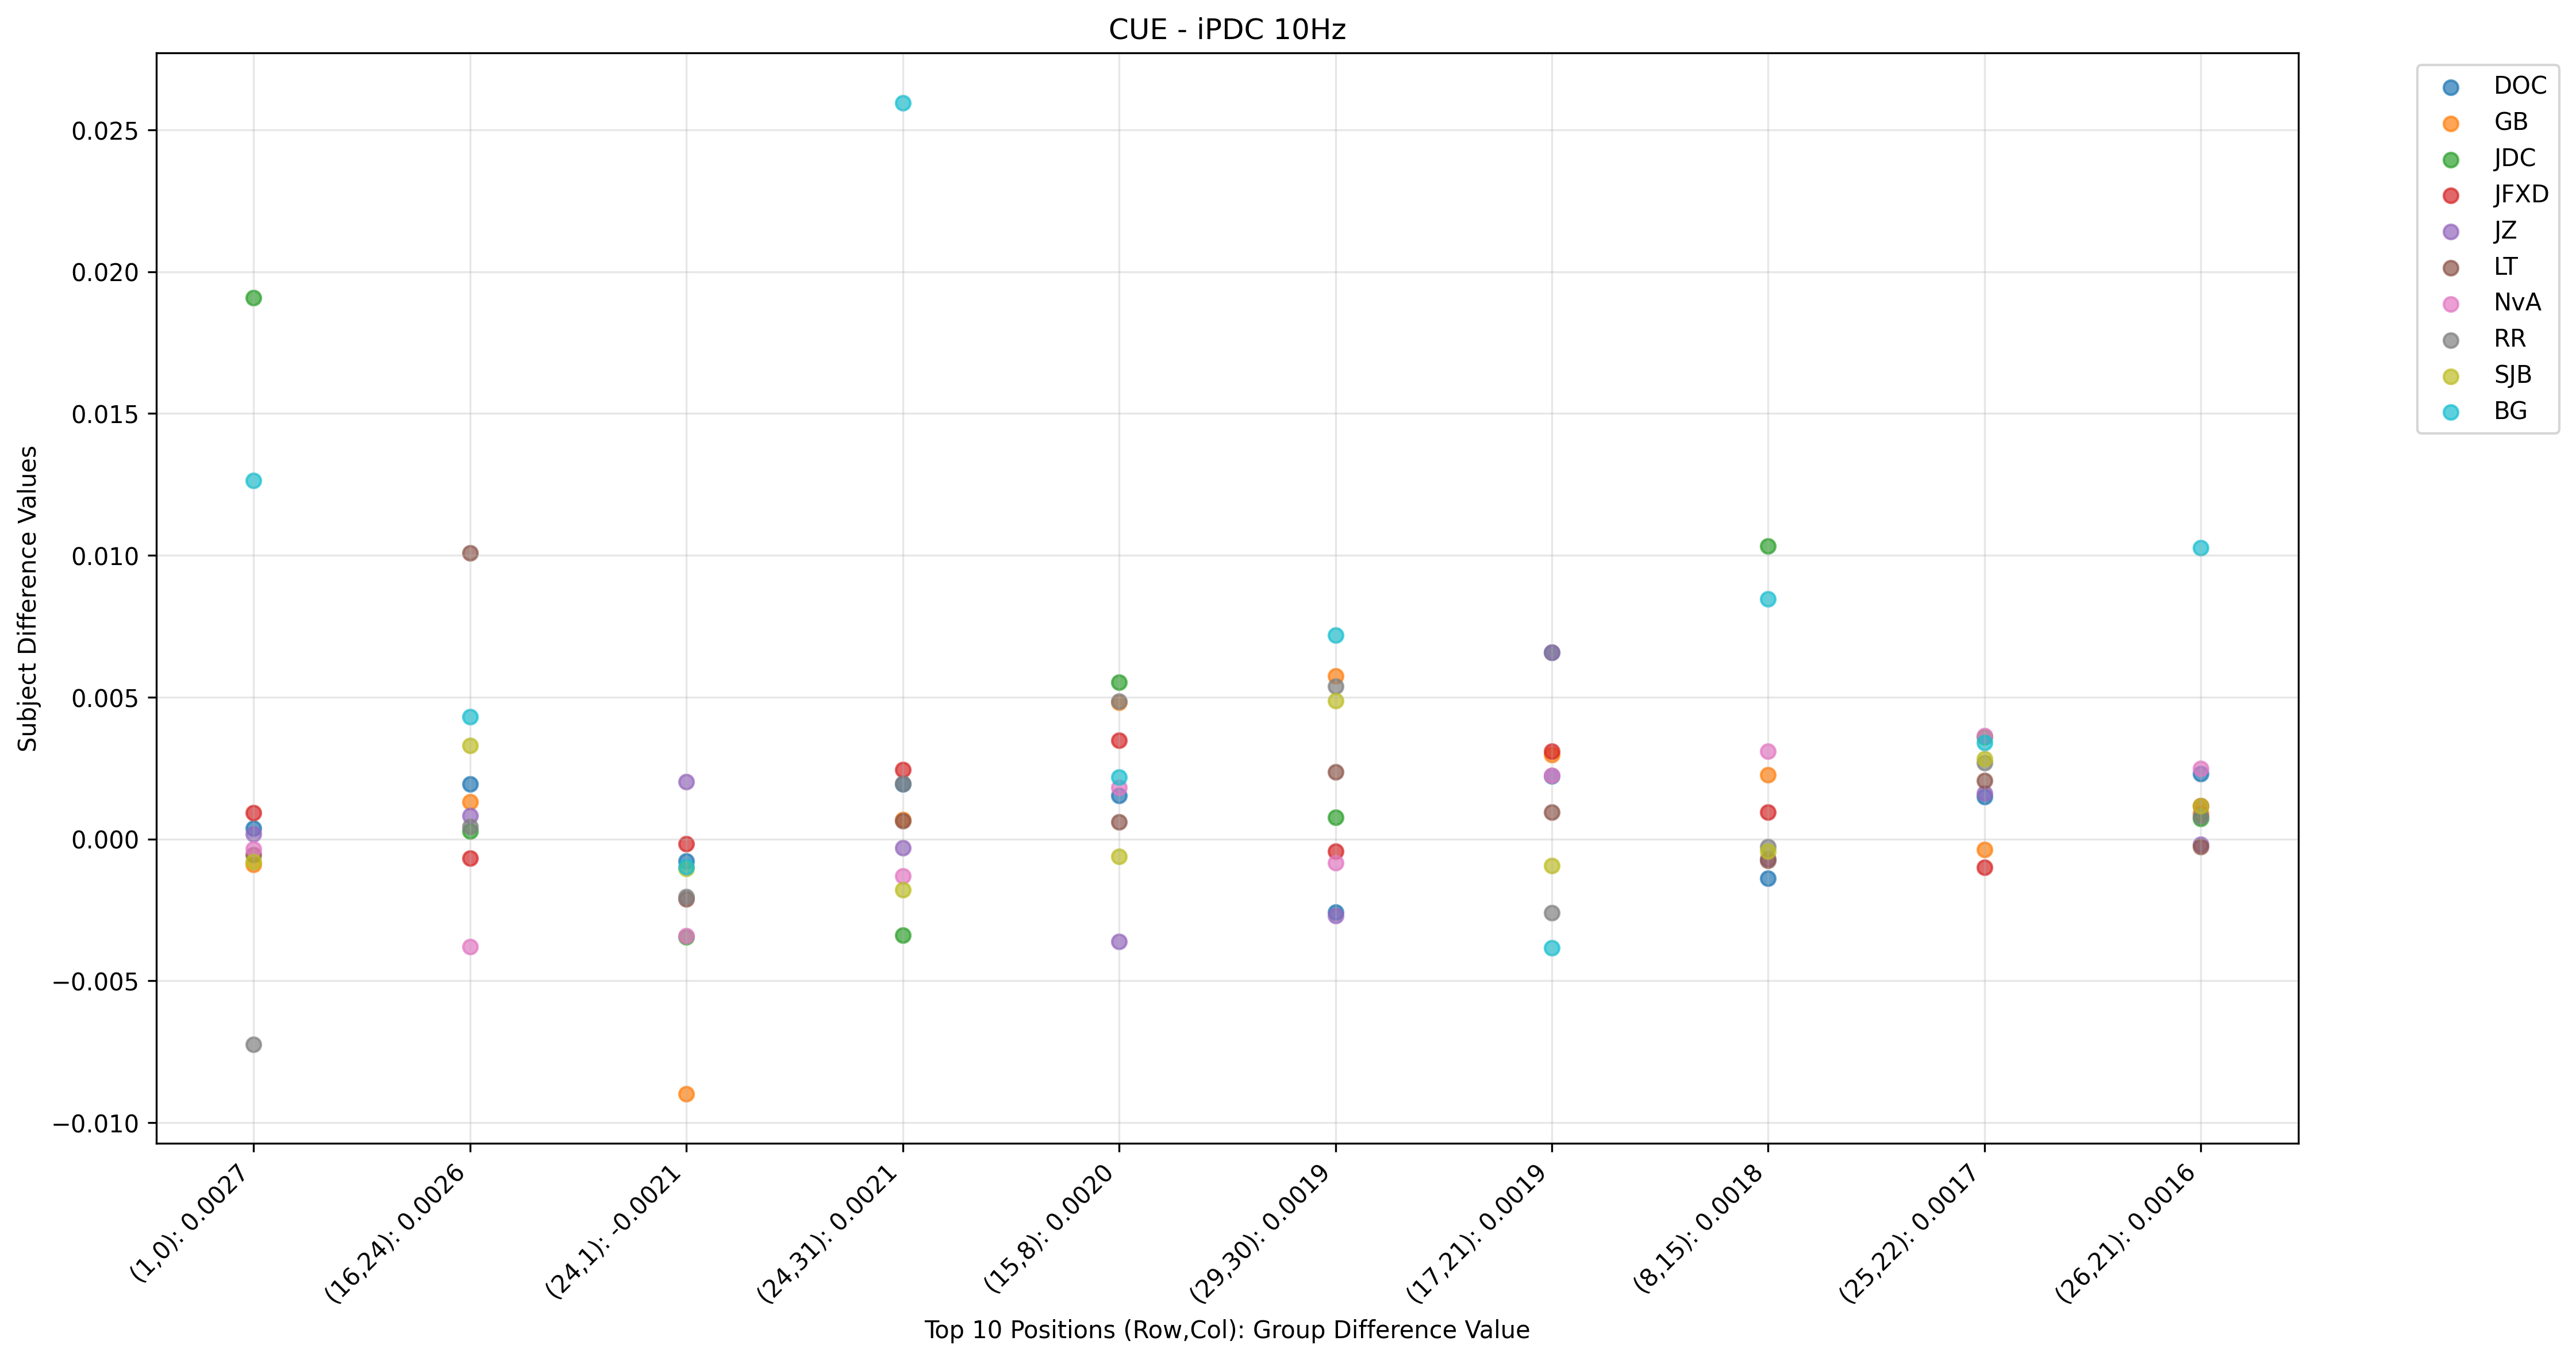 CUE - iPDC 10Hz
Subject Difference Values
0.025
0.020
0.015
0.010
0.005
0.000
−0.005
−0.010
(1,0): 0.0027
(16,24): 0.0026
(24,1): -0.0021
(24,31): 0.0021
(15,8): 0.0020
(29,30): 0.0019
(17,21): 0.0019
(8,15): 0.0018
(25,22): 0.0017
(26,21): 0.0016
Top 10 Positions (Row,Col): Group Difference Value
DOC
GB
JDC
JFXD
JZ
LT
NvA
RR
SJB
BG